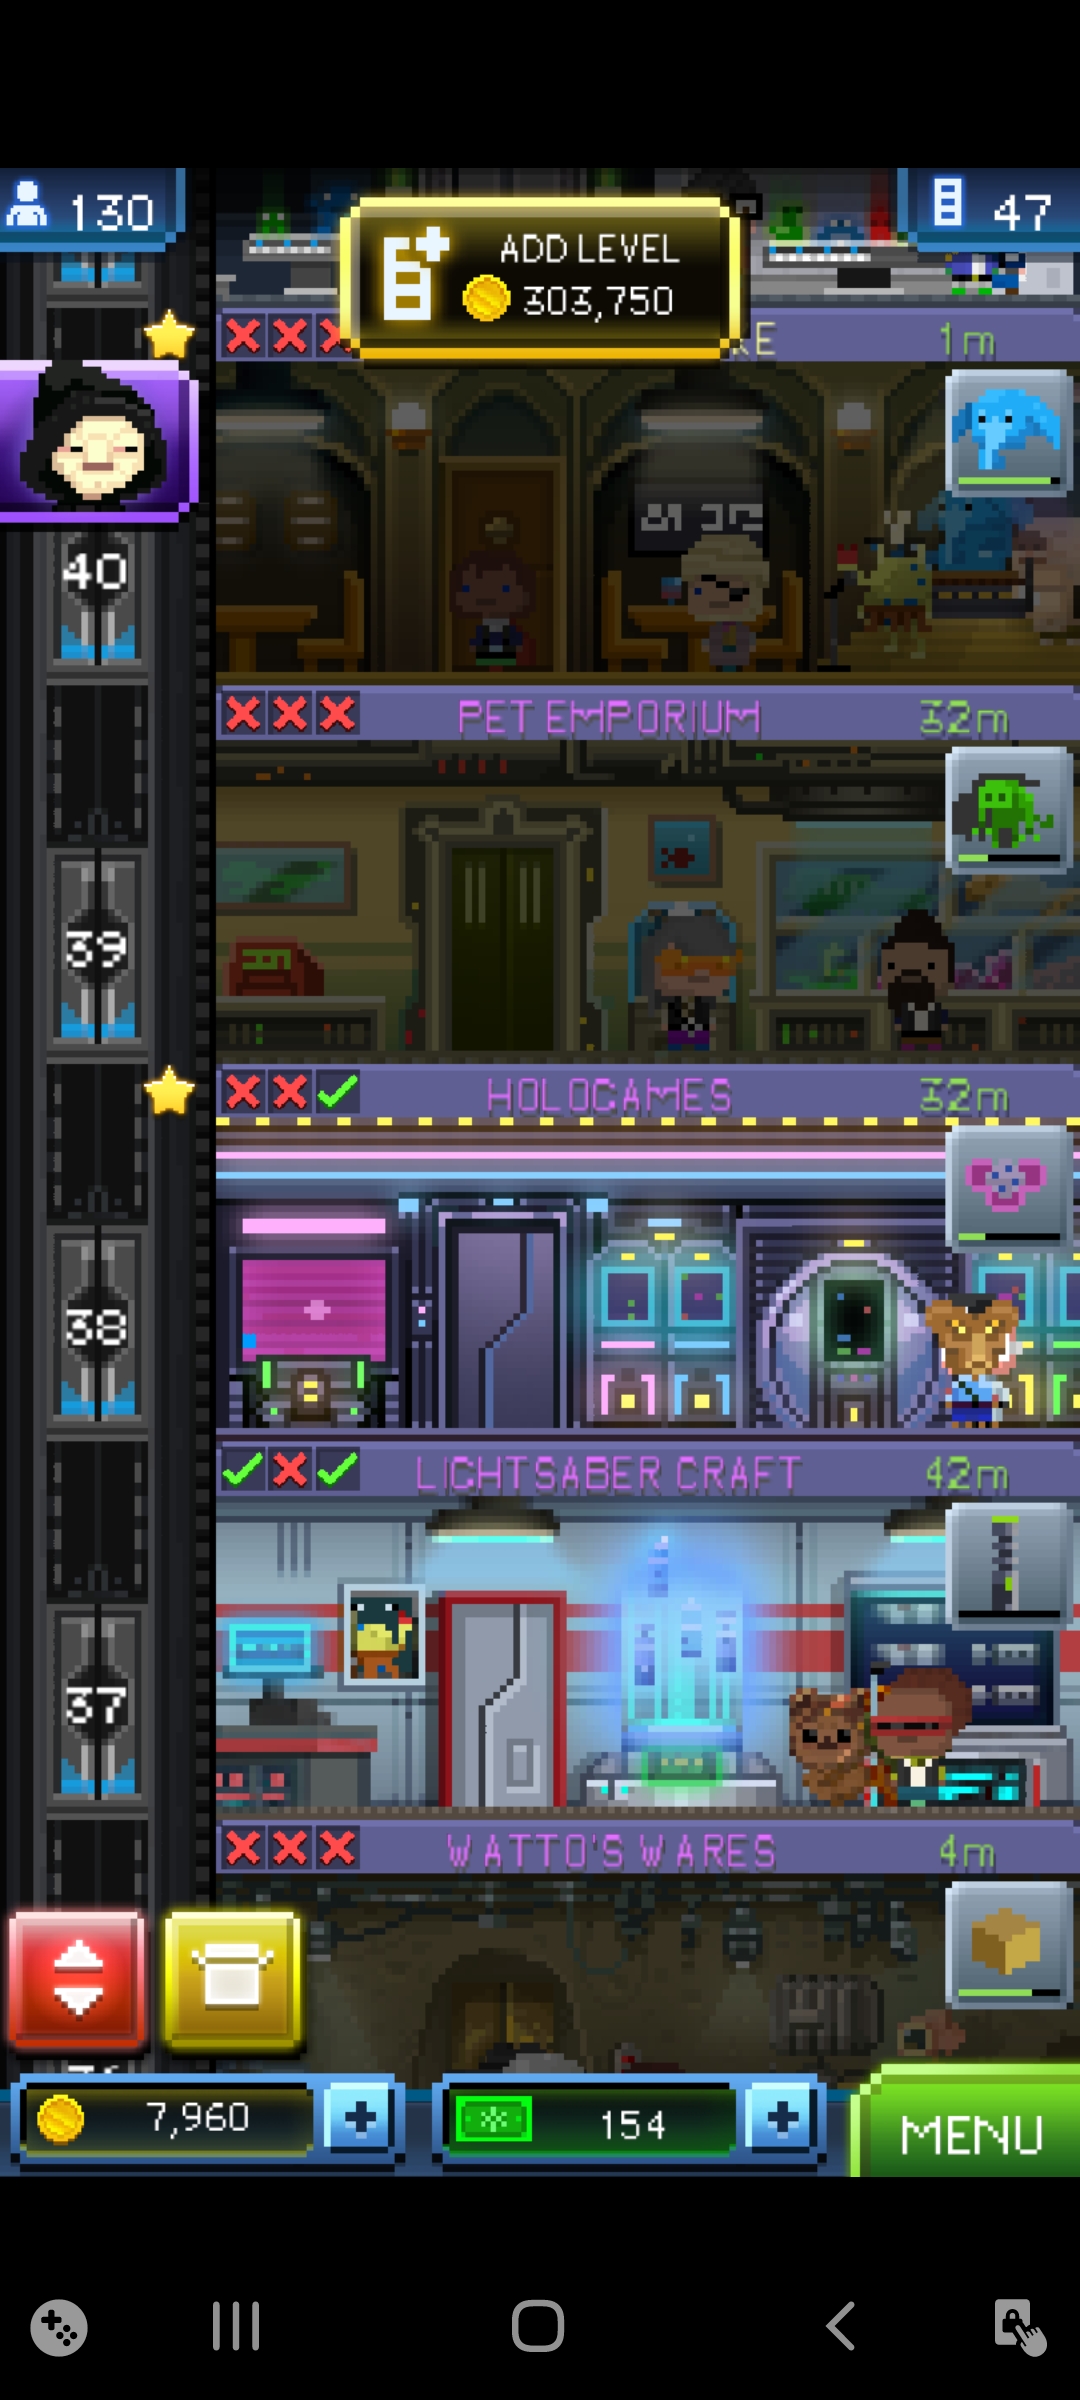 130
ADD LEVEL
303,750
47
KE
1m
40
PET EMPORIUM
32m
39
HOLOGAMES
32m
38
LIGHTSABER CRAFT
42m
37
WATTO'S WARES
4m
7,960
154
MENU